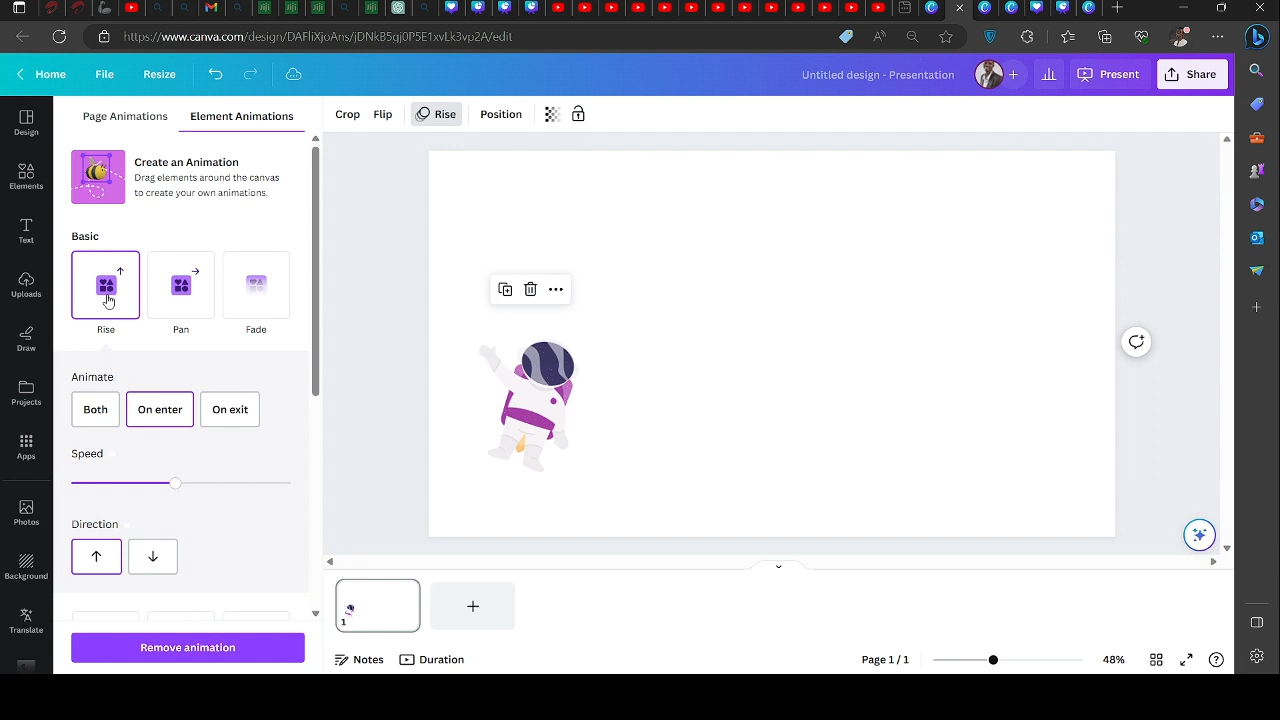 https://www.canva.com/design/DAFliXjoAns/jDNkB5gj0P5E1xvLk3vp2A/edit
Home File Resize Untitled design - Presentation Present Share
Page Animations Element Animations
Crop Flip Rise Position
Design
Elements
Text
Uploads
Draw
Projects
Apps
Photos
Background
Translate
Create an Animation
Drag elements around the canvas
to create your own animations.
Basic
Rise Pan Fade
Animate
Both On enter On exit
Speed
Direction
Remove animation
1
Notes Duration Page 1 / 1 48%